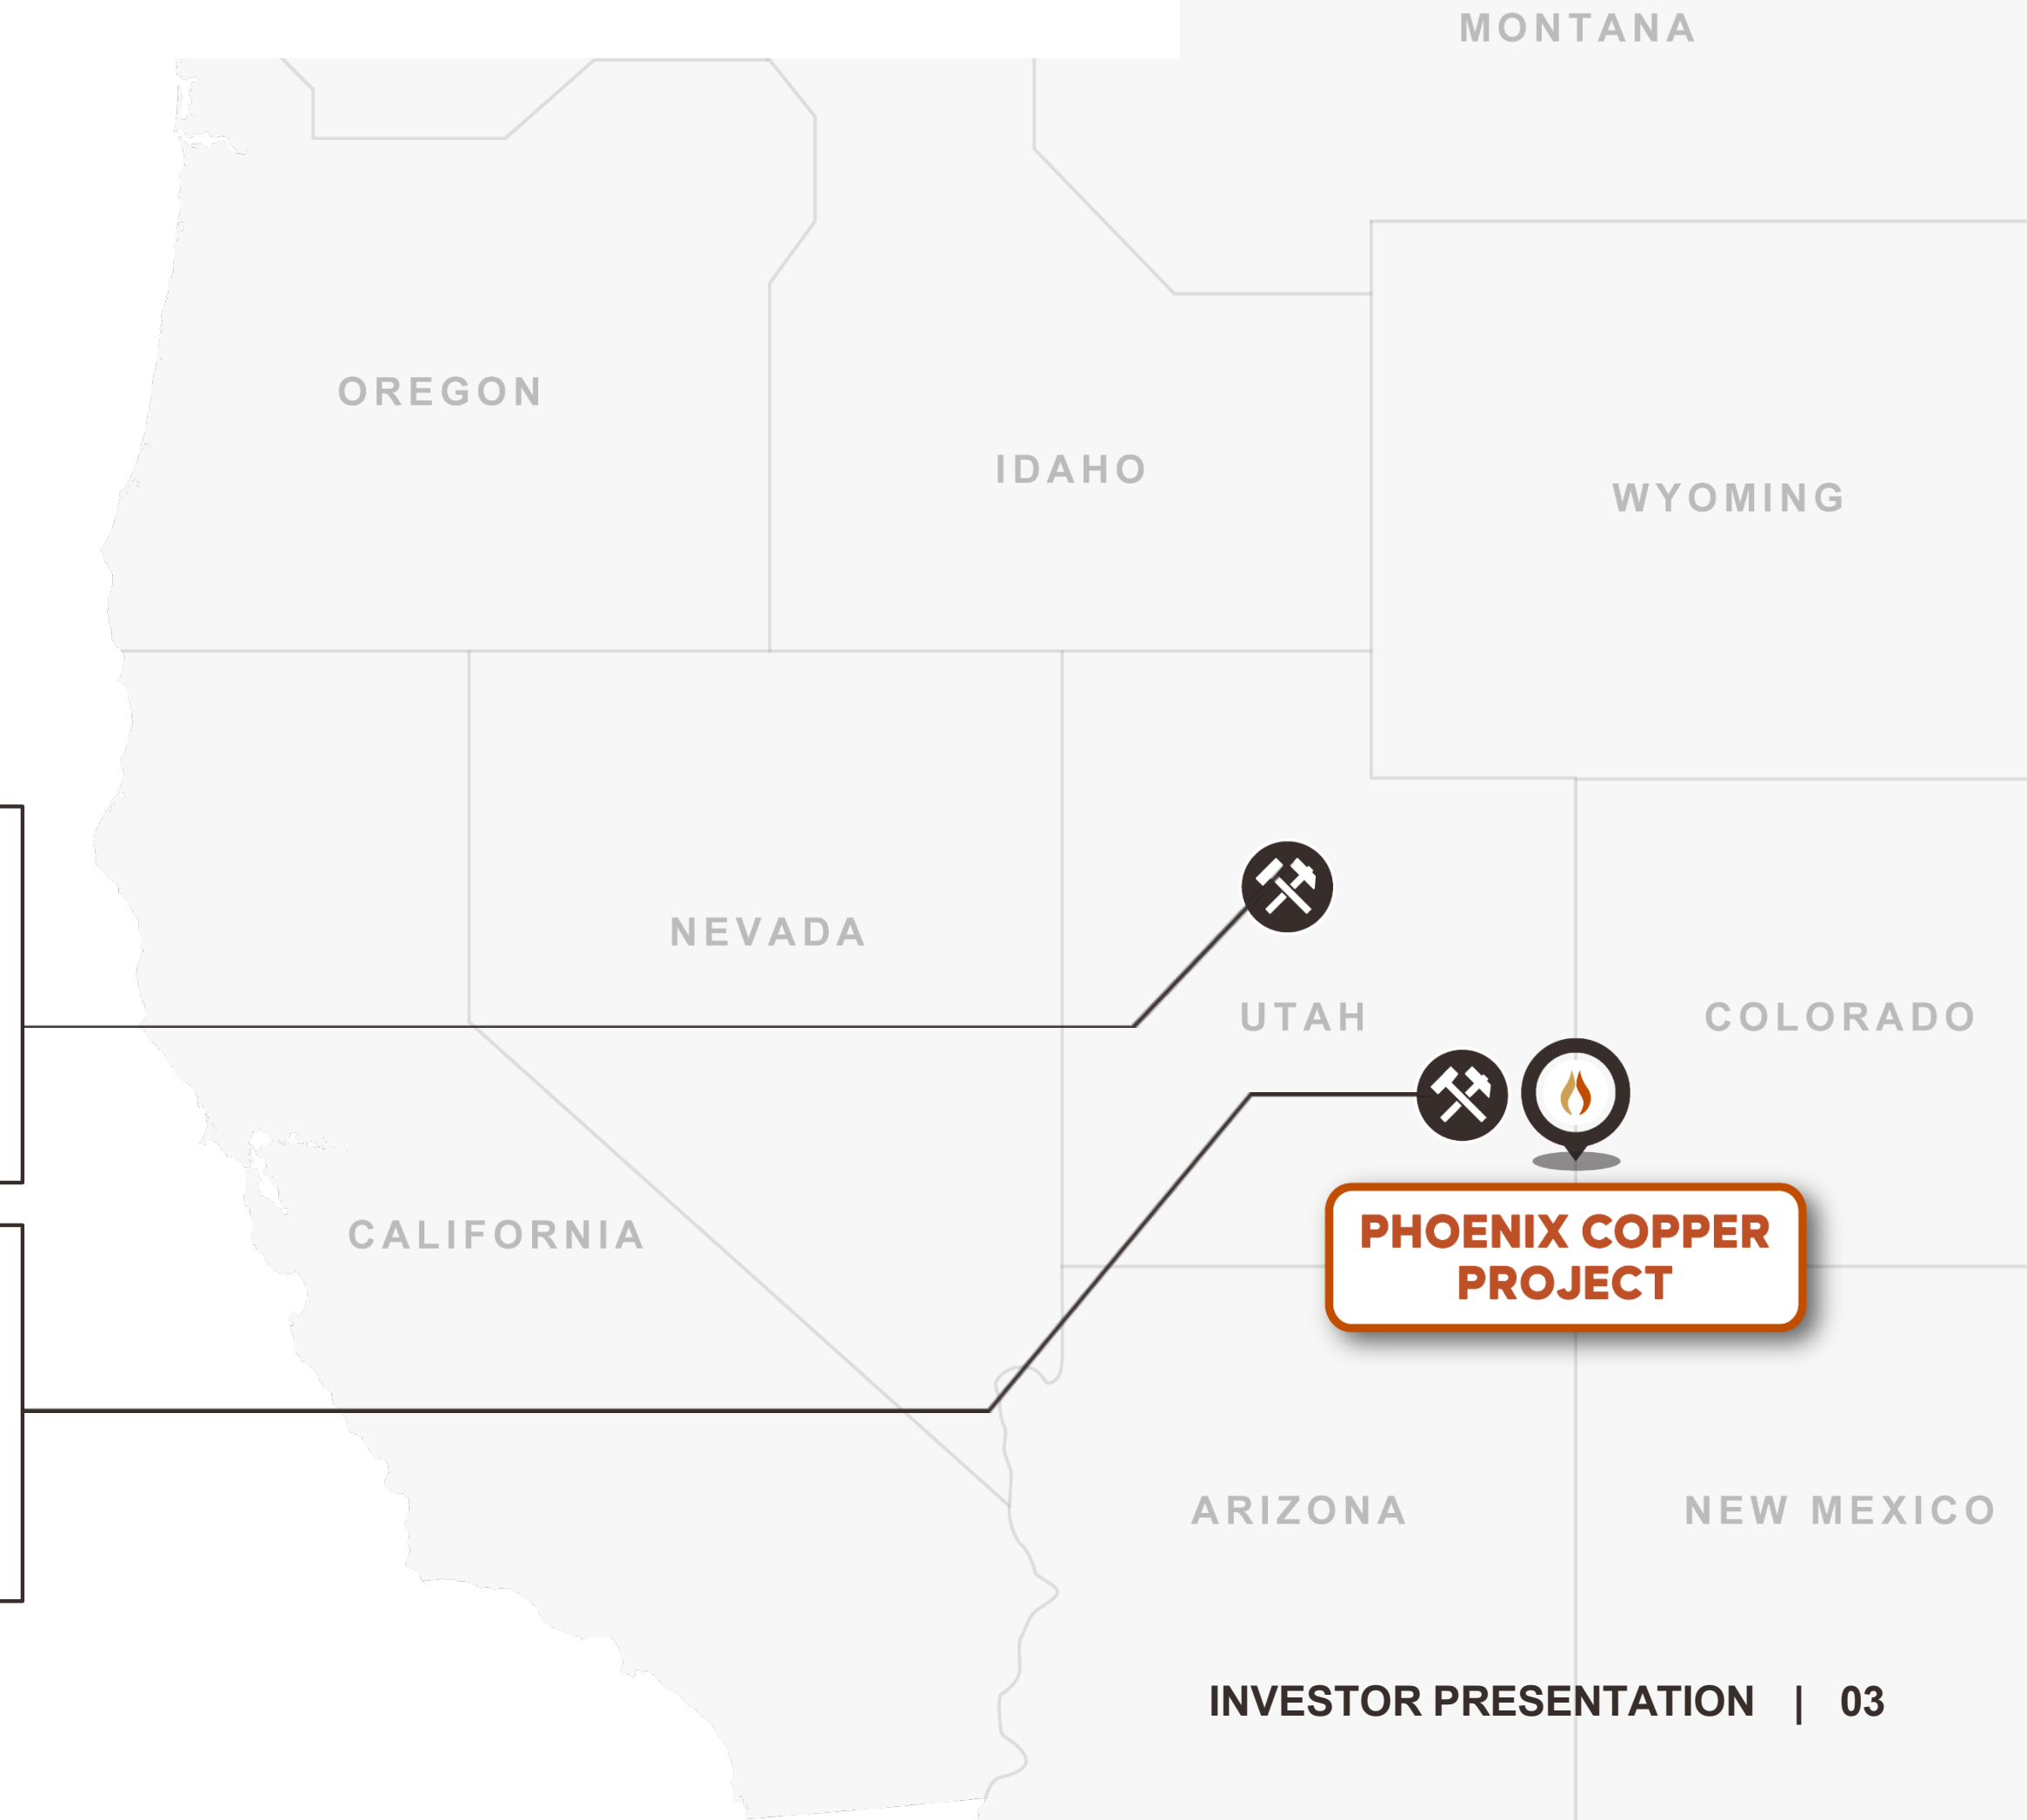 MONTANA
OREGON
IDAHO
WYOMING
NEVADA
UTAH
COLORADO
CALIFORNIA
PHOENIX COPPER
PROJECT
ARIZONA
NEW MEXICO
INVESTOR PRESENTATION | 03